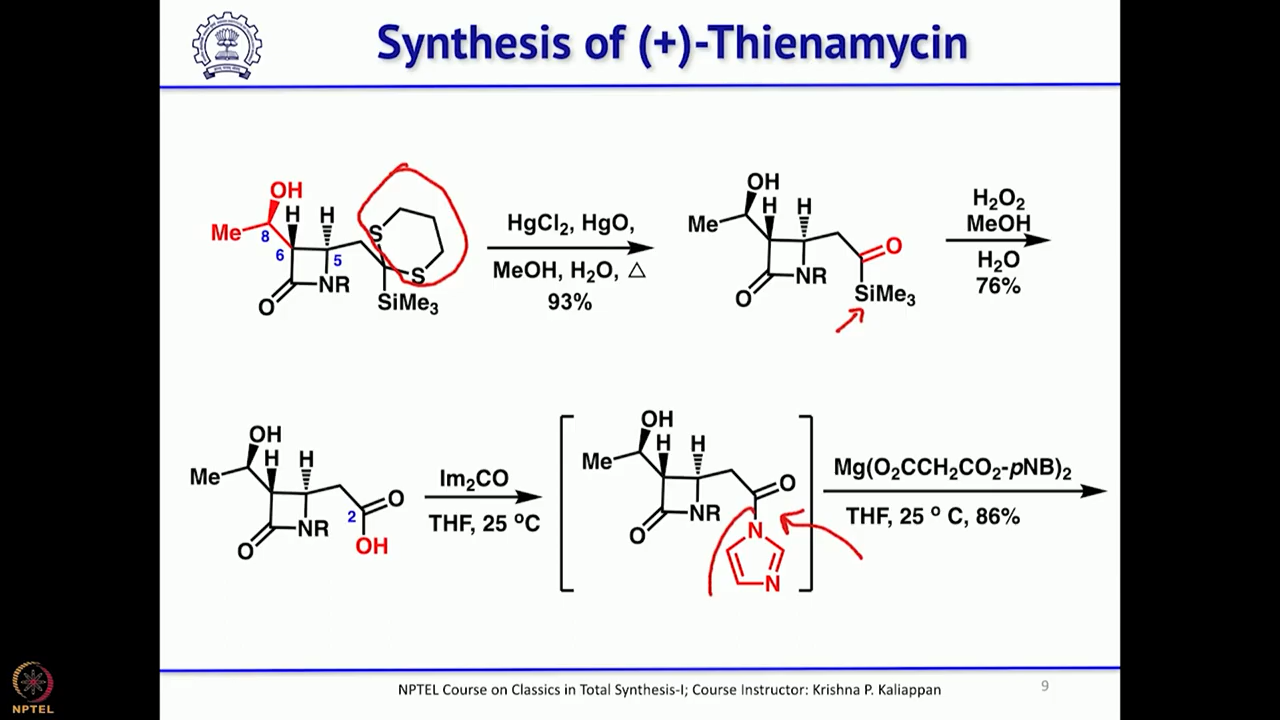 Synthesis of (+)-Thienamycin
OH
H H
Me
8
6
5
S
S
NR
O
SiMe₃
HgCl₂, HgO,
MeOH, H₂O, △
93%
OH
H H
Me
O
NR
O
SiMe₃
H₂O₂
MeOH
H₂O
76%
OH
H H
Me
2
O
NR
O
OH
Im₂CO
THF, 25 ºC
OH
H H
Me
O
NR
O
N
N
Mg(O₂CCH₂CO₂-pNB)₂
THF, 25 º C, 86%
NPTEL
NPTEL Course on Classics in Total Synthesis-I; Course Instructor: Krishna P. Kaliappan
9